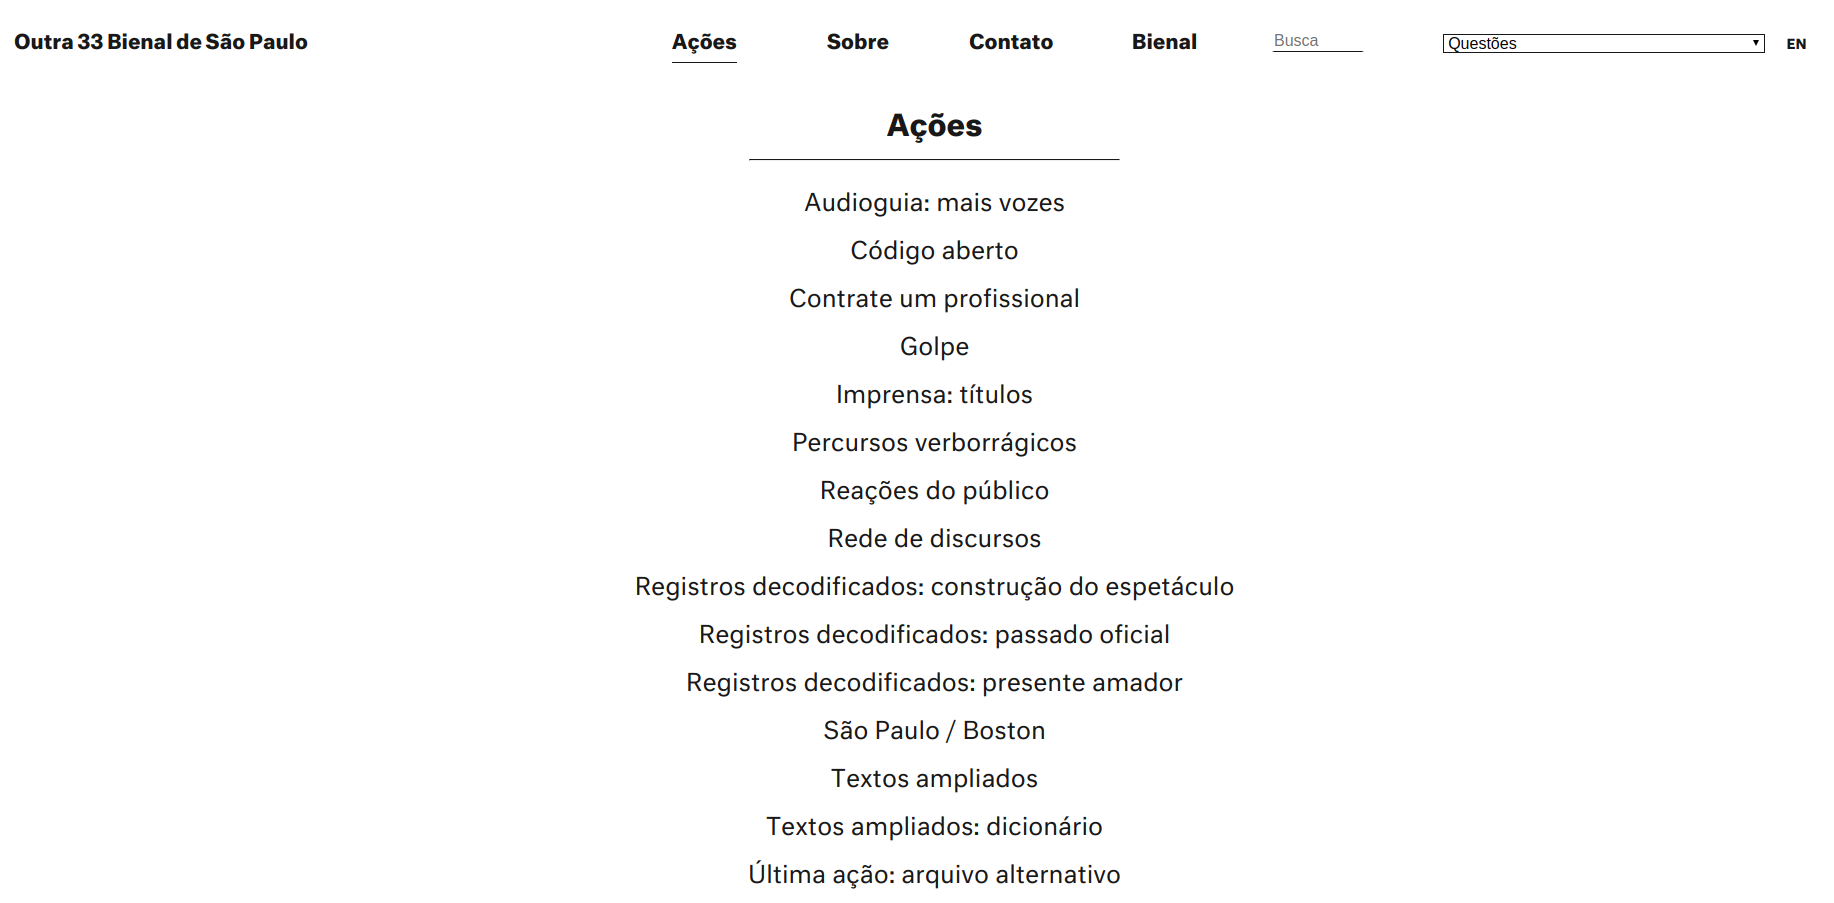 Outra 33 Bienal de São Paulo Ações Sobre Contato Bienal Busca Questões EN
Ações
Audioguia: mais vozes
Código aberto
Contrate um profissional
Golpe
Imprensa: títulos
Percursos verborrágicos
Reações do público
Rede de discursos
Registros decodificados: construção do espetáculo
Registros decodificados: passado oficial
Registros decodificados: presente amador
São Paulo / Boston
Textos ampliados
Textos ampliados: dicionário
Última ação: arquivo alternativo